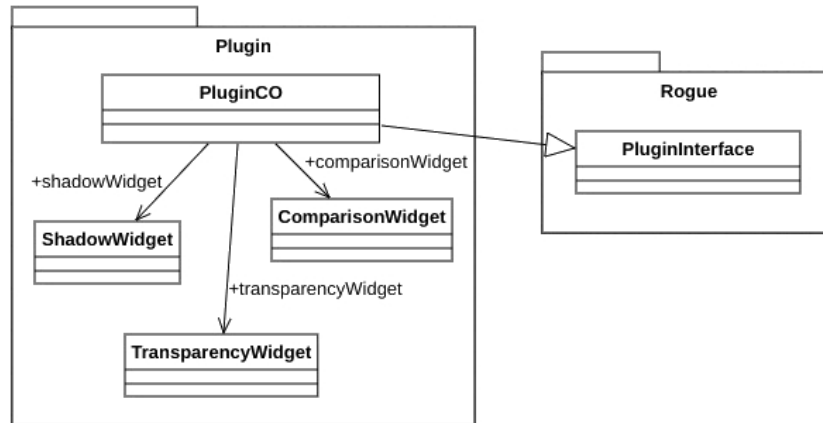 Plugin
PluginCO
+shadowWidget
+comparisonWidget
ShadowWidget
ComparisonWidget
+transparencyWidget
TransparencyWidget
Rogue
PluginInterface